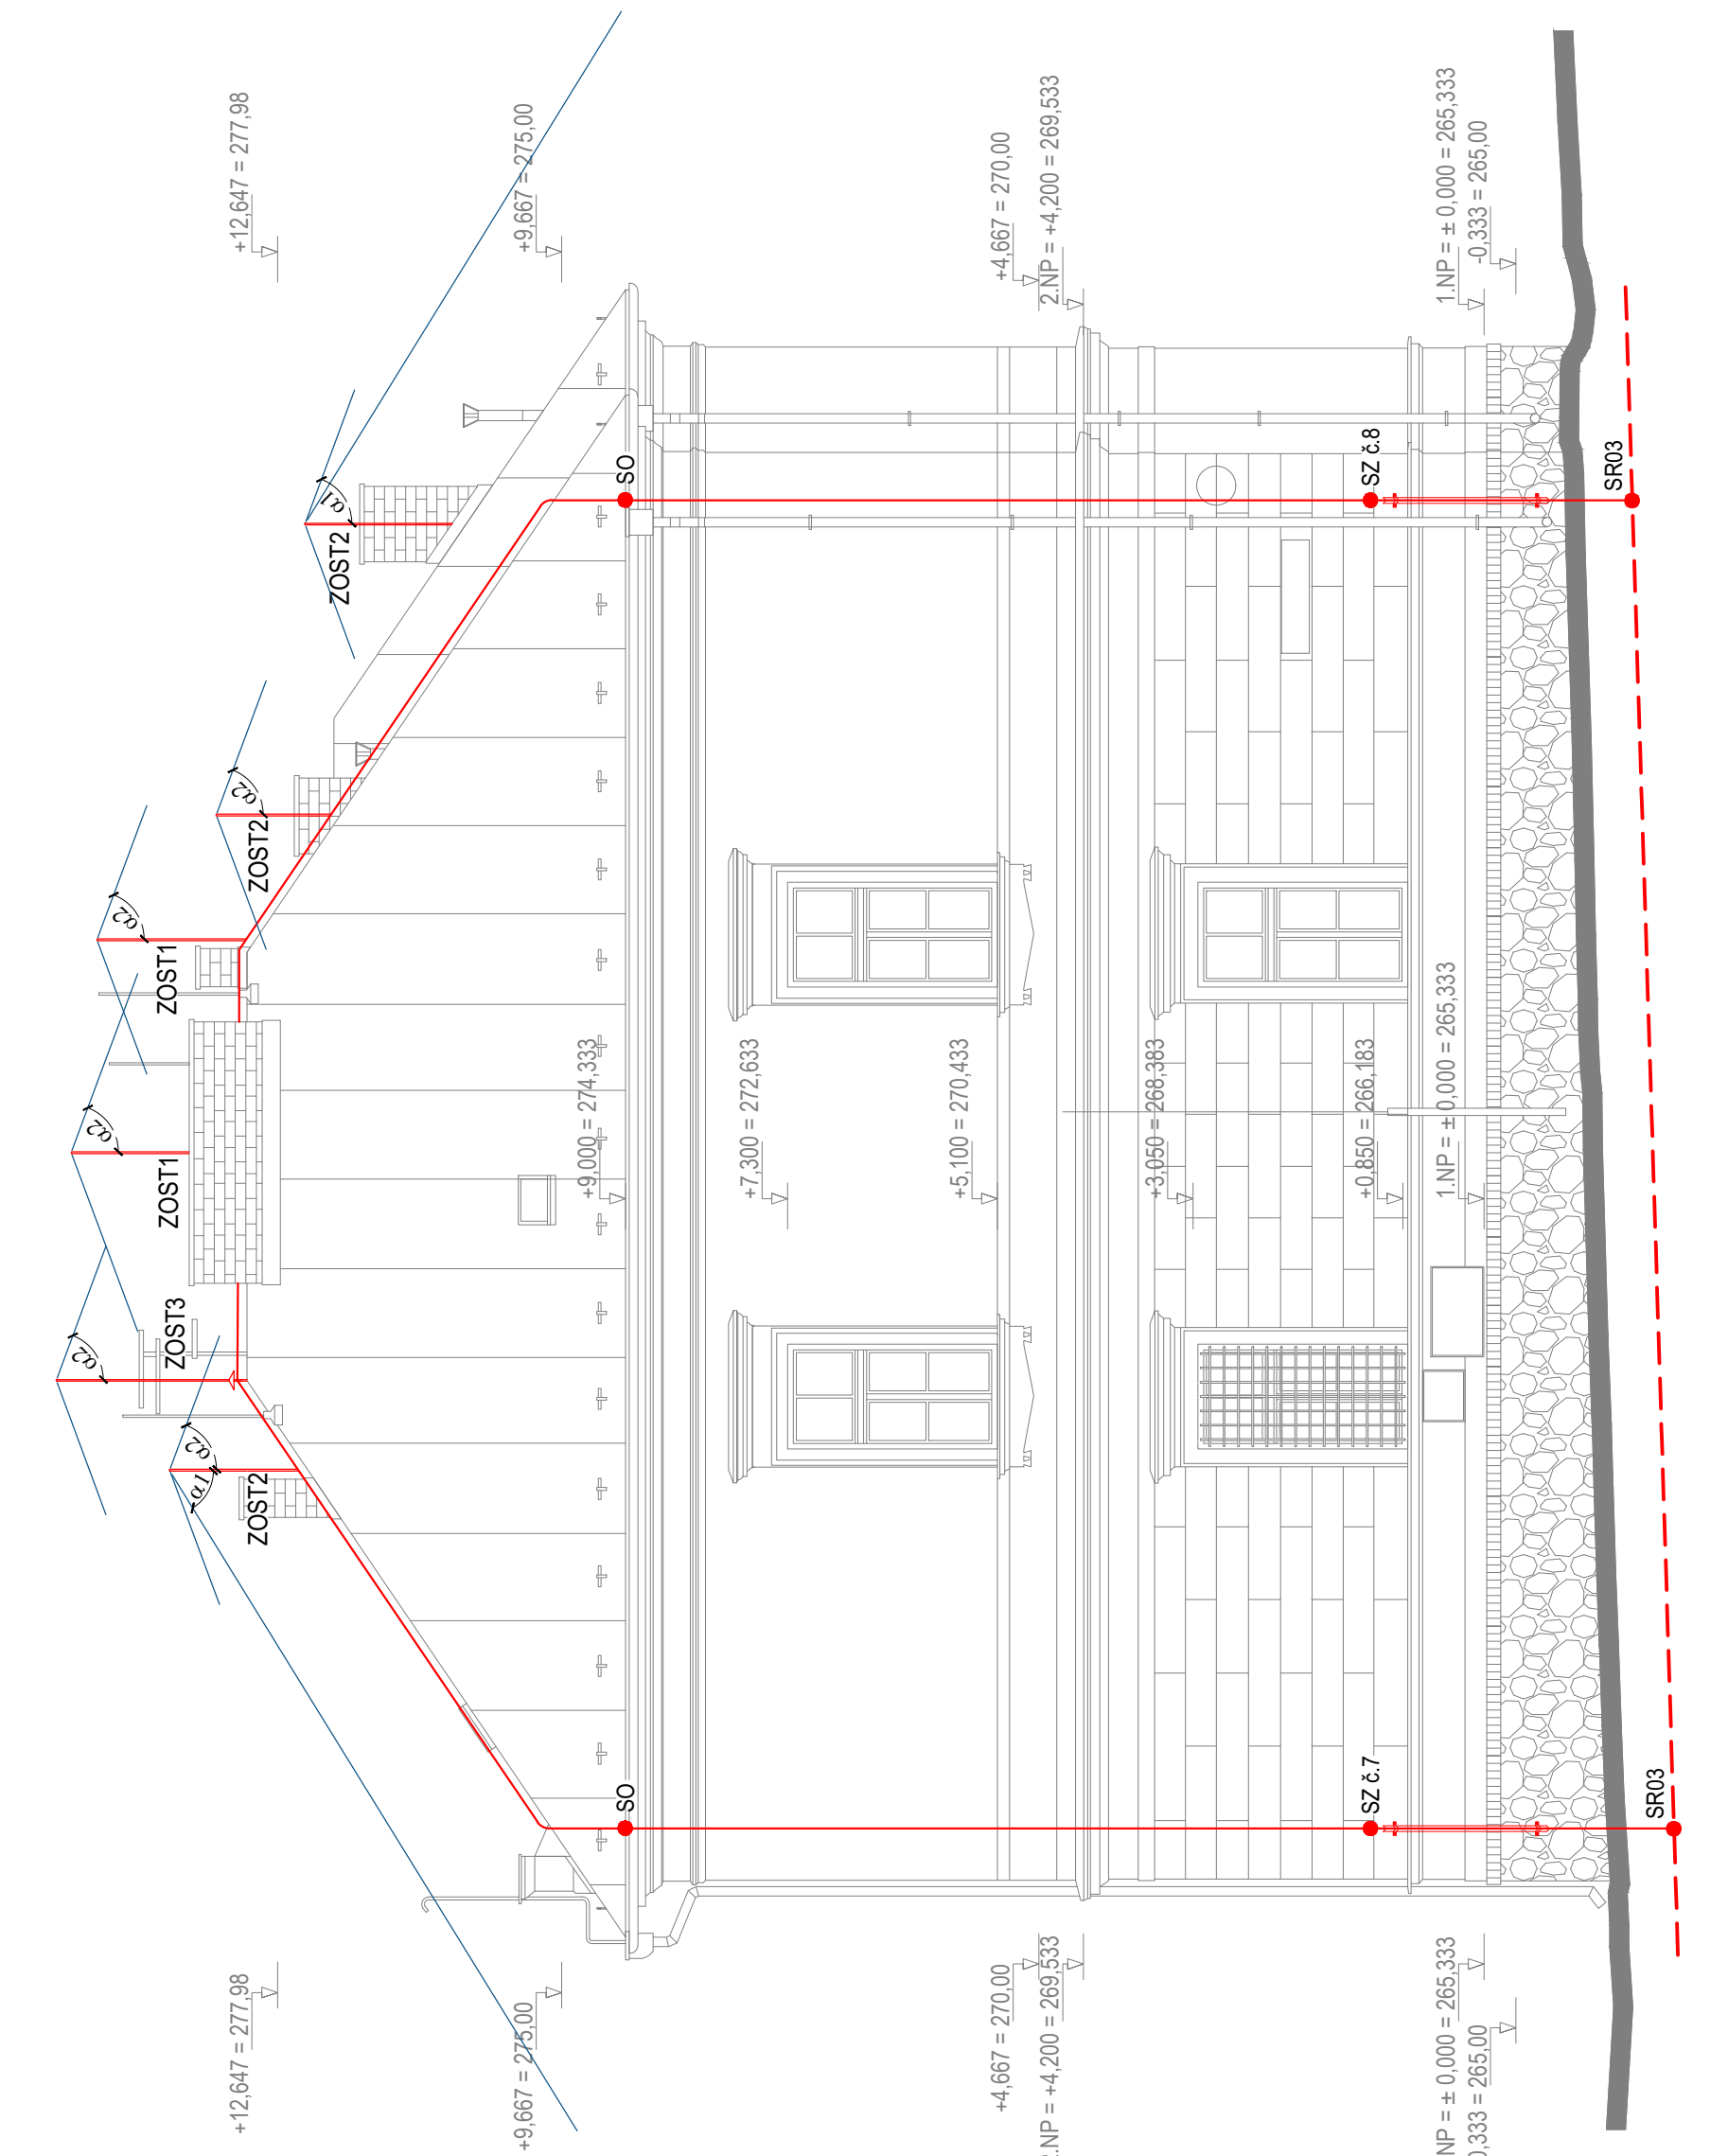 α2
α2
α2
ZOST3
ZOST1
ZOST1
α1
α2
+12,647 = 277,98
+12,647 = 277,98
ZOST2
α2
ZOST2
α1
ZOST2
+9,667 = 275,00
+9,667 = 275,00
+9,000 = 274,333
SO
SO
+7,300 = 272,633
+5,100 = 270,433
+4,667 = 270,00
+4,667 = 270,00
.NP = +4,200 = 269,533
2.NP = +4,200 = 269,533
+3,050 = 268,383
+0,850 = 266,183
SZ č.7
SZ č.8
NP = ± 0,000 = 265,333
1.NP = ±0,000 = 265,333
1.NP = ± 0,000 = 265,333
0,333 = 265,00
-0,333 = 265,00
SR03
SR03